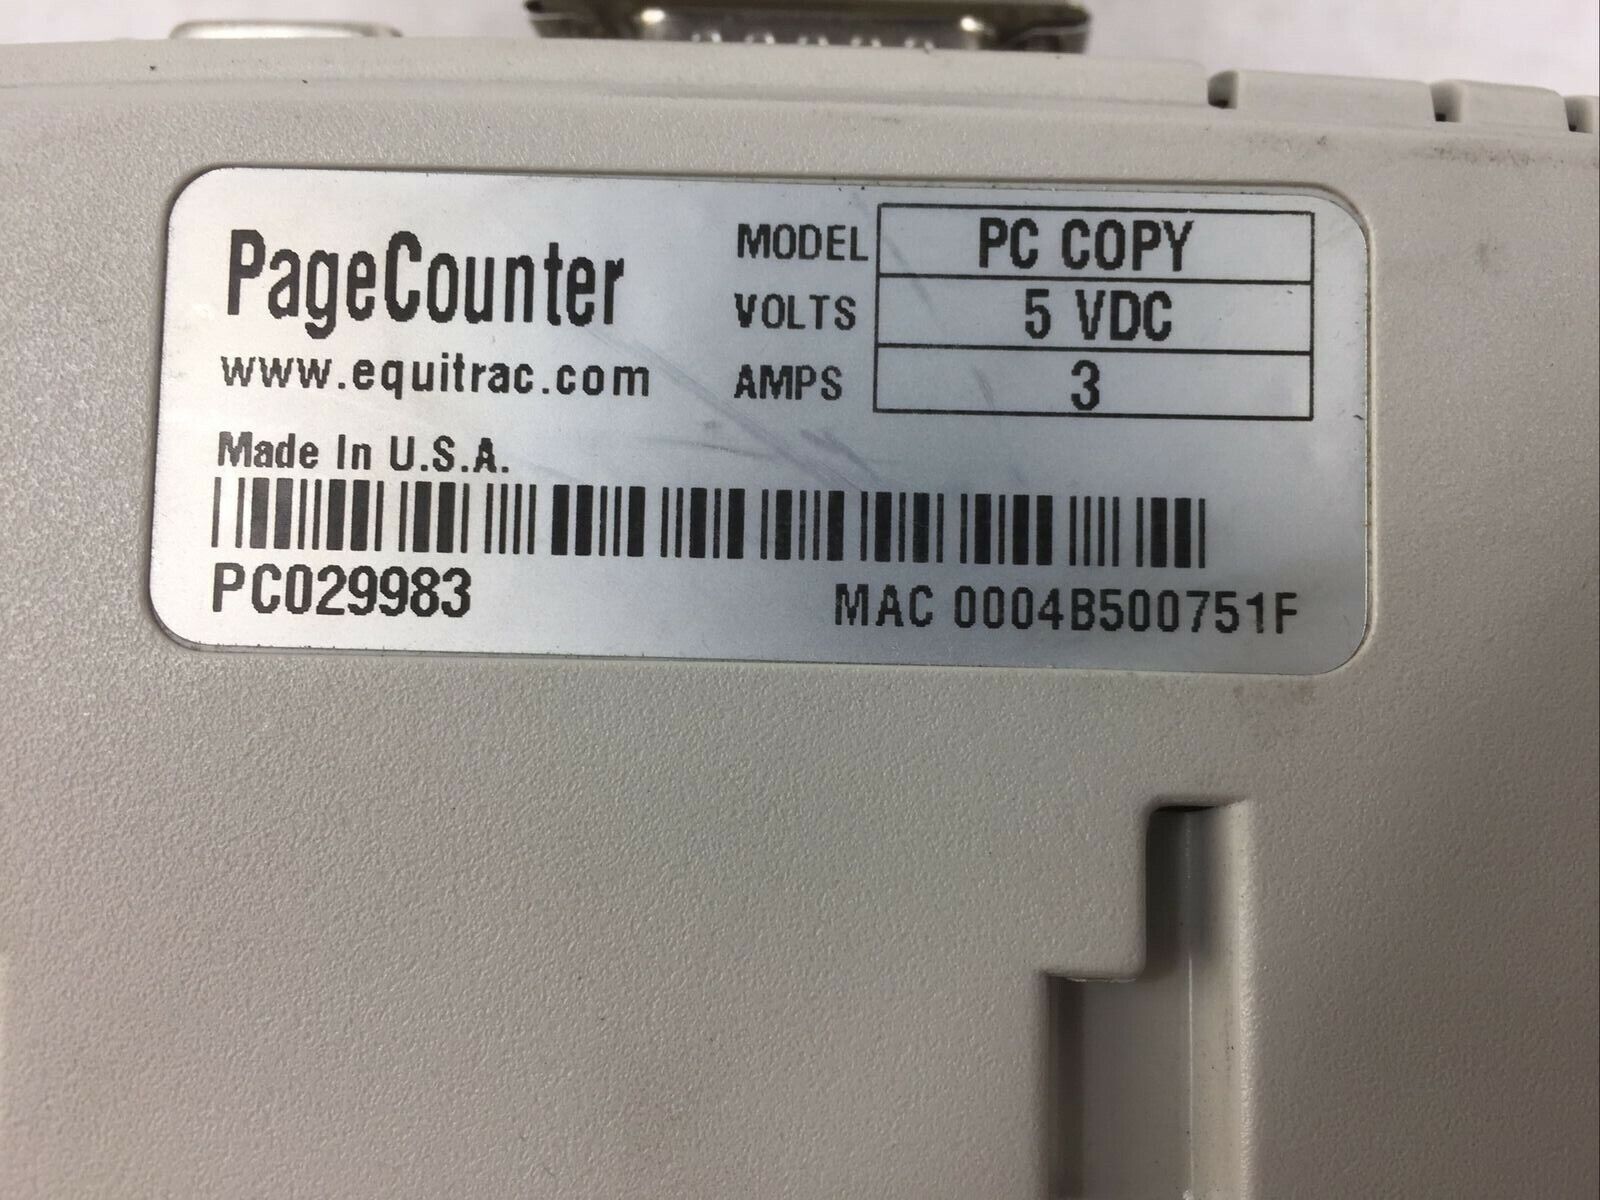 PageCounter
www.equitrac.com
MODEL PC COPY
VOLTS 5 VDC
AMPS 3
Made In U.S.A.
PC029983
MAC 0004B500751F